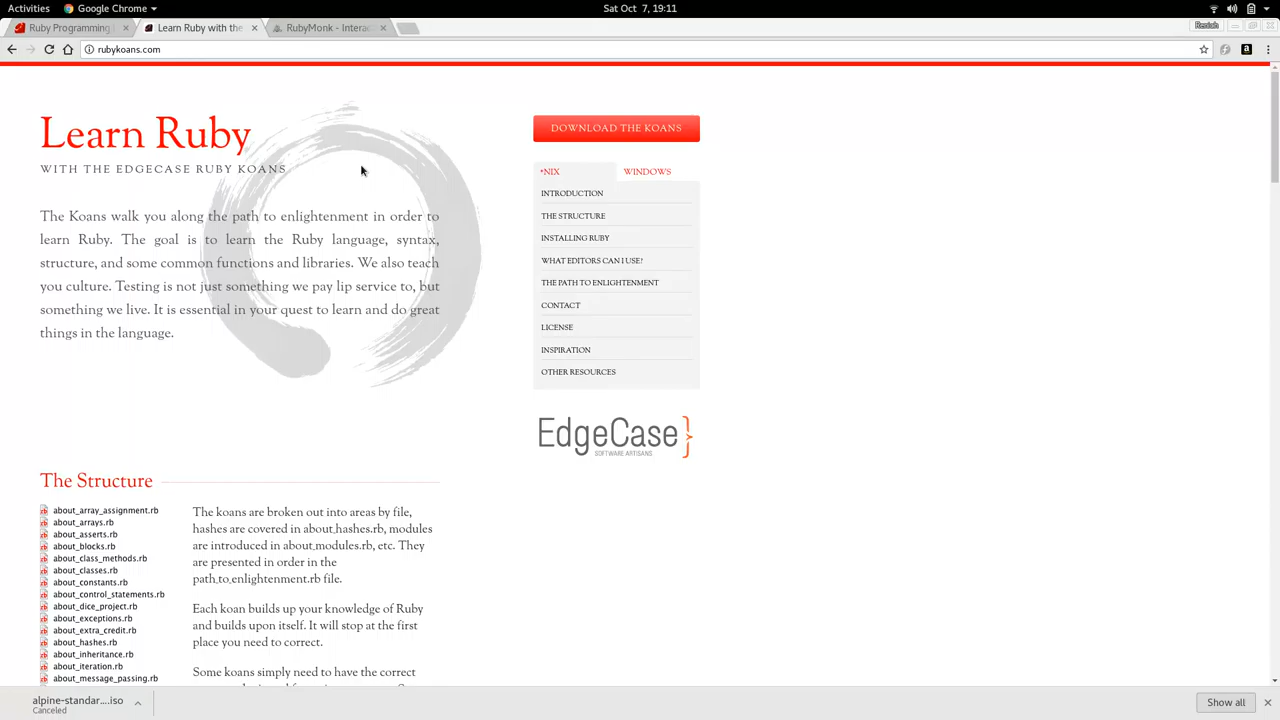 Activities Google Chrome Sat Oct 7, 19:11
Ruby Programming
Learn Ruby with the
RubyMonk - Intera
rubykoans.com
Learn Ruby
WITH THE EDGECASE RUBY KOANS
The Koans walk you along the path to enlightenment in order to
learn Ruby. The goal is to learn the Ruby language, syntax,
structure, and some common functions and libraries. We also teach
you culture. Testing is not just something we pay lip service to, but
something we live. It is essential in your quest to learn and do great
things in the language.
DOWNLOAD THE KOANS
*NIX WINDOWS
INTRODUCTION
THE STRUCTURE
INSTALLING RUBY
WHAT EDITORS CAN I USE?
THE PATH TO ENLIGHTENMENT
CONTACT
LICENSE
INSPIRATION
OTHER RESOURCES
EdgeCase
SOFTWARE ARTISANS
The Structure
about_array_assignment.rb
about_arrays.rb
about_asserts.rb
about_blocks.rb
about_class_methods.rb
about_classes.rb
about_constants.rb
about_control_statements.rb
about_dice_project.rb
about_exceptions.rb
about_extra_credit.rb
about_hashes.rb
about_inheritance.rb
about_iteration.rb
about_message_passing.rb
The koans are broken out into areas by file,
hashes are covered in about_hashes.rb, modules
are introduced in about_modules.rb, etc. They
are presented in order in the
path_to_enlightenment.rb file.
Each koan builds up your knowledge of Ruby
and builds upon itself. It will stop at the first
place you need to correct.
Some koans simply need to have the correct
alpine-standar....iso
Canceled
Show all